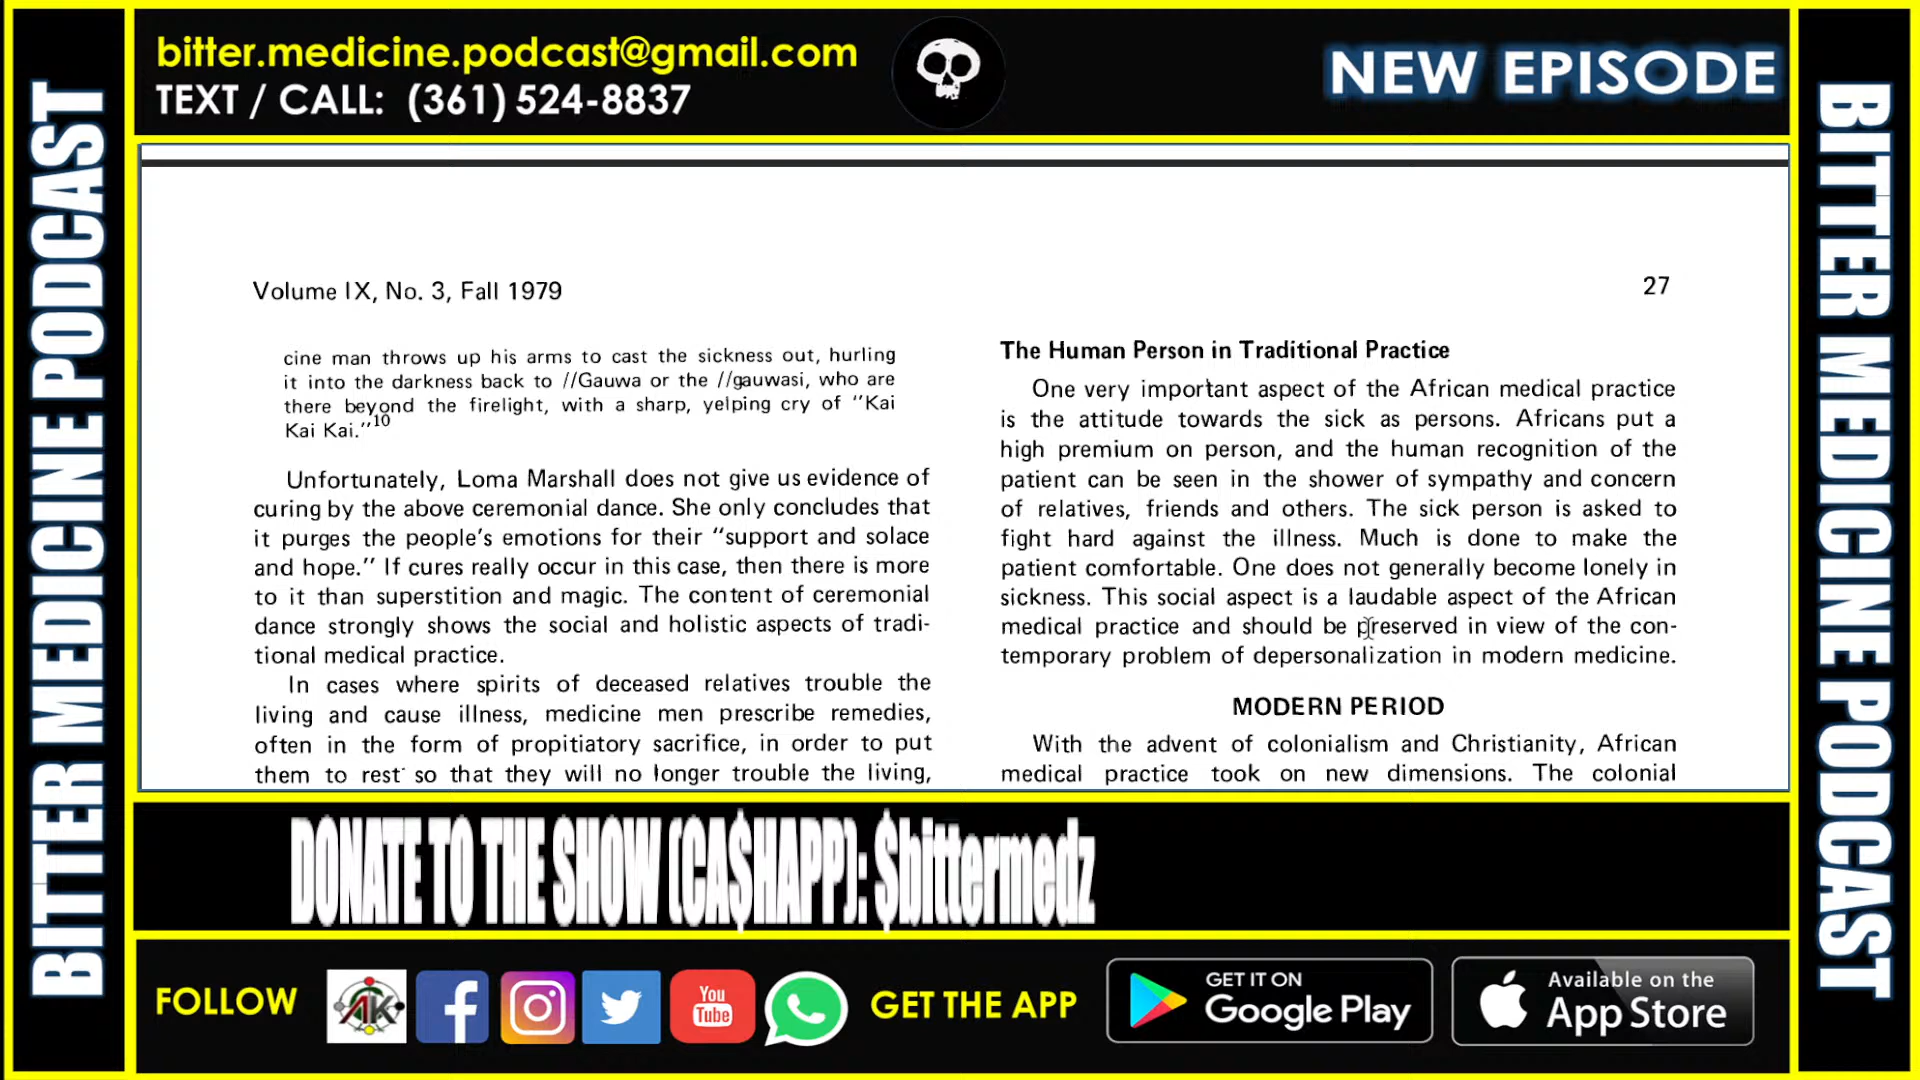 bitter.medicine.podcast@gmail.com
TEXT / CALL: (361) 524-8837
NEW EPISODE
BITTER MEDICINE PODCAST
Volume IX, No. 3, Fall 1979
27
cine man throws up his arms to cast the sickness out, hurling
it into the darkness back to //Gauwa or the //gauwasi, who are
there beyond the firelight, with a sharp, yelping cry of "Kai
Kai Kai."10
Unfortunately, Loma Marshall does not give us evidence of
curing by the above ceremonial dance. She only concludes that
it purges the people's emotions for their "support and solace
and hope." If cures really occur in this case, then there is more
to it than superstition and magic. The content of ceremonial
dance strongly shows the social and holistic aspects of tradi-
tional medical practice.
In cases where spirits of deceased relatives trouble the
living and cause illness, medicine men prescribe remedies,
often in the form of propitiatory sacrifice, in order to put
them to rest so that they will no longer trouble the living,
The Human Person in Traditional Practice
One very important aspect of the African medical practice
is the attitude towards the sick as persons. Africans put a
high premium on person, and the human recognition of the
patient can be seen in the shower of sympathy and concern
of relatives, friends and others. The sick person is asked to
fight hard against the illness. Much is done to make the
patient comfortable. One does not generally become lonely in
sickness. This social aspect is a laudable aspect of the African
medical practice and should be preserved in view of the con-
temporary problem of depersonalization in modern medicine.
MODERN PERIOD
With the advent of colonialism and Christianity, African
medical practice took on new dimensions. The colonial
BITTER MEDICINE PODCAST
DONATE TO THE SHOW (CA$HAPP): $bittermedz
FOLLOW
AK
You
Tube
GET THE APP
GET IT ON
Google Play
Available on the
App Store